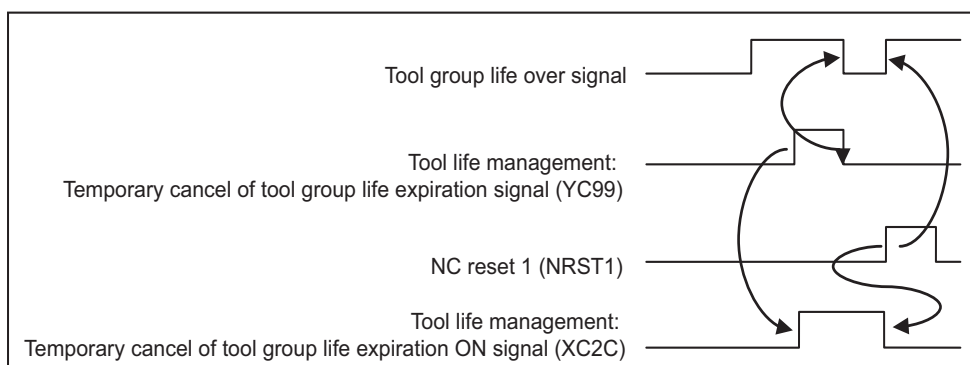 Tool group life over signal
Tool life management:
Temporary cancel of tool group life expiration signal (YC99)
NC reset 1 (NRST1)
Tool life management:
Temporary cancel of tool group life expiration ON signal (XC2C)